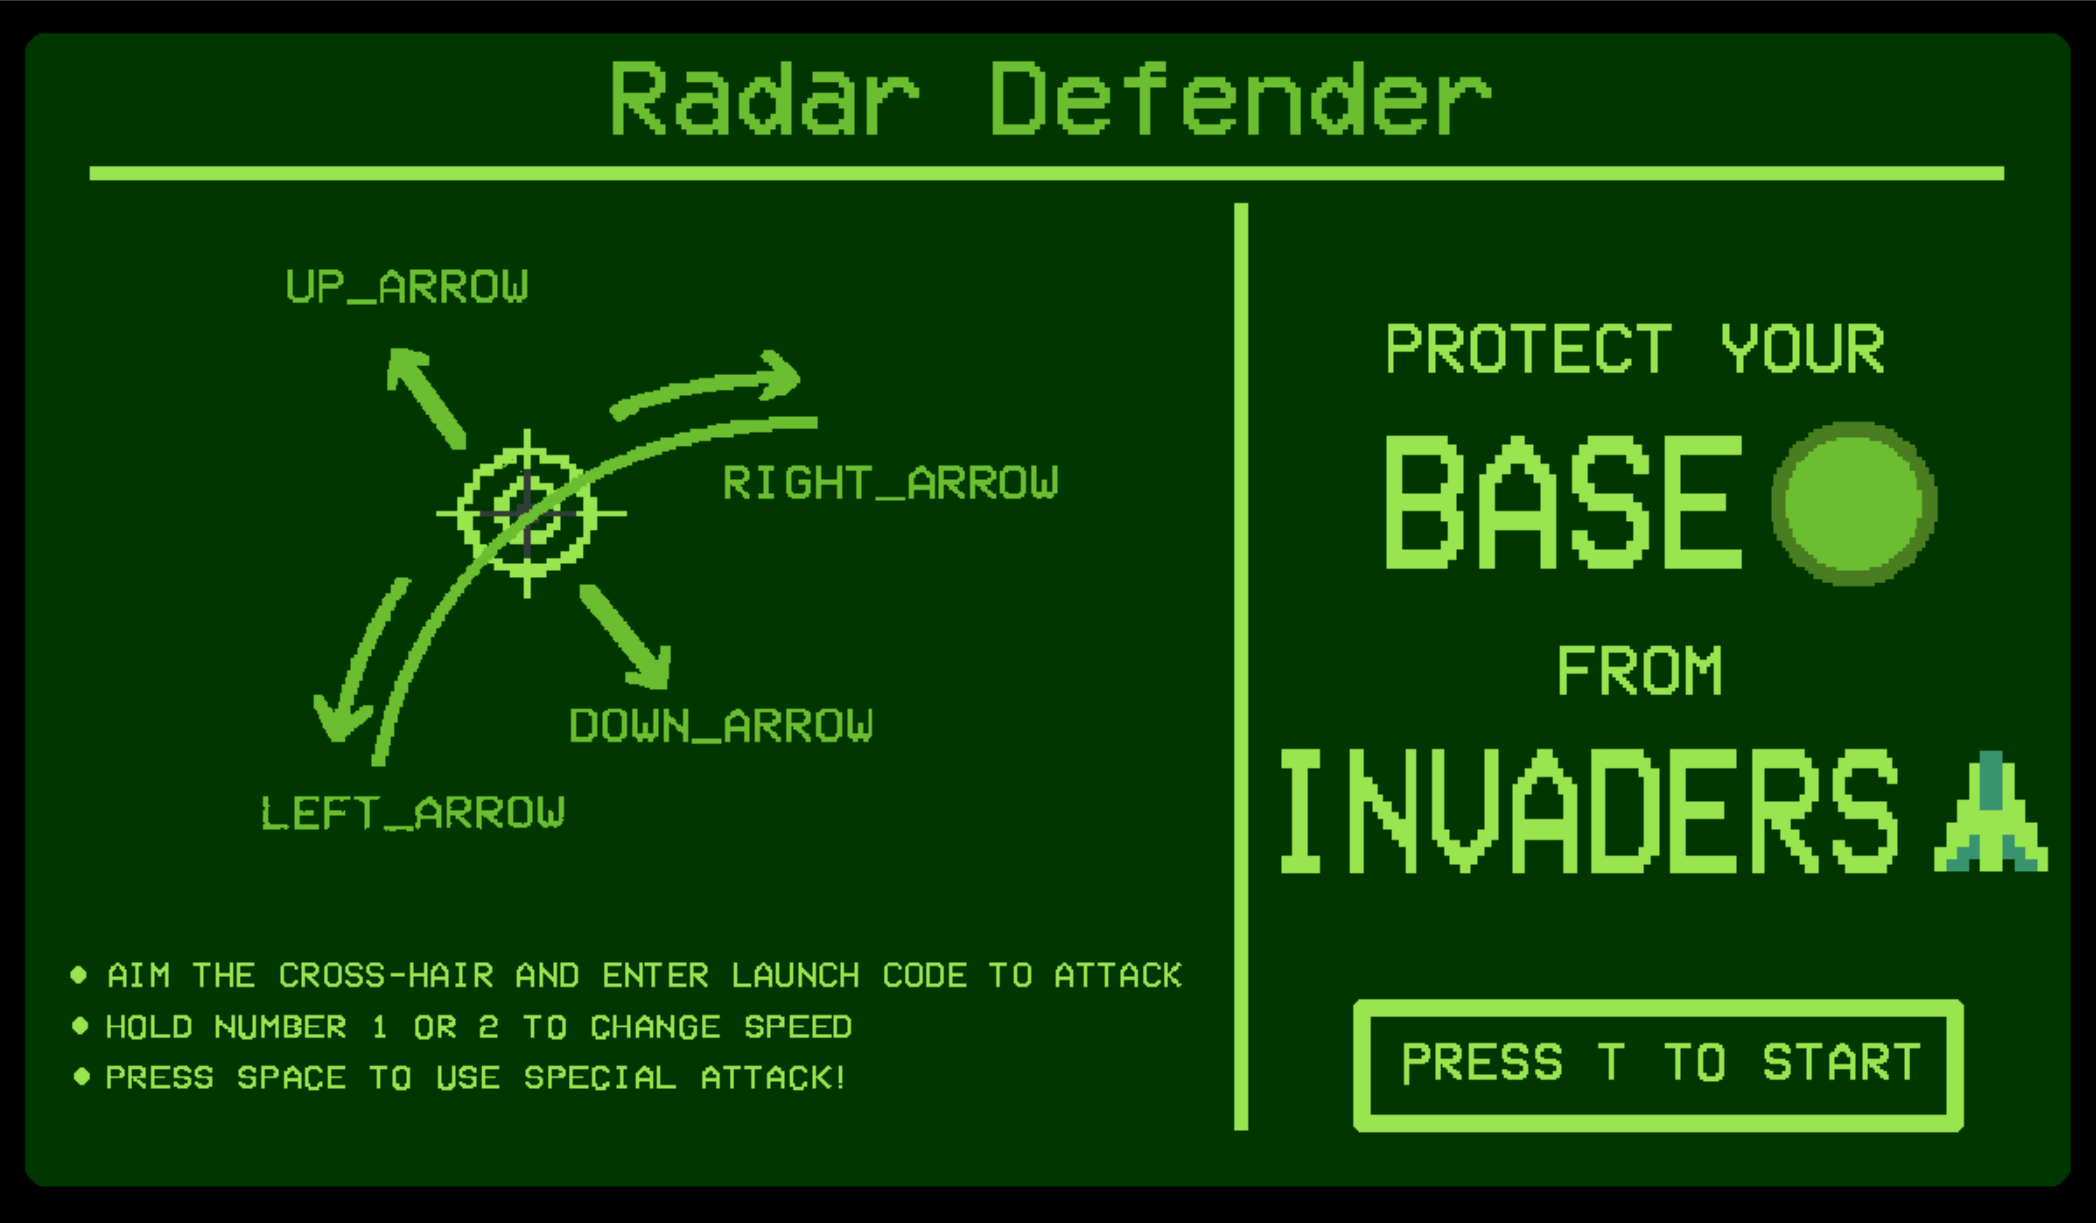 Radar Defender
UP_ARROW
RIGHT_ARROW
DOWN_ARROW
LEFT_ARROW
• AIM THE CROSS-HAIR AND ENTER LAUNCH CODE TO ATTACK
• HOLD NUMBER 1 OR 2 TO CHANGE SPEED
• PRESS SPACE TO USE SPECIAL ATTACK!
PROTECT YOUR
BASE
FROM
INVADERS
PRESS T TO START